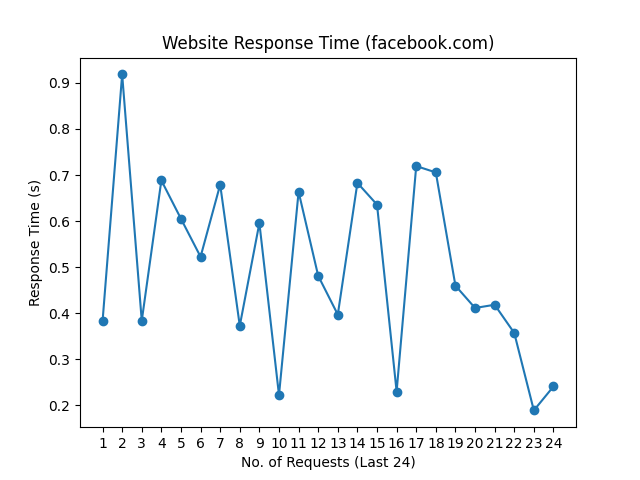 Website Response Time (facebook.com)
Response Time (s)
0.9
0.8
0.7
0.6
0.5
0.4
0.3
0.2
1 2 3 4 5 6 7 8 9 10 11 12 13 14 15 16 17 18 19 20 21 22 23 24
No. of Requests (Last 24)